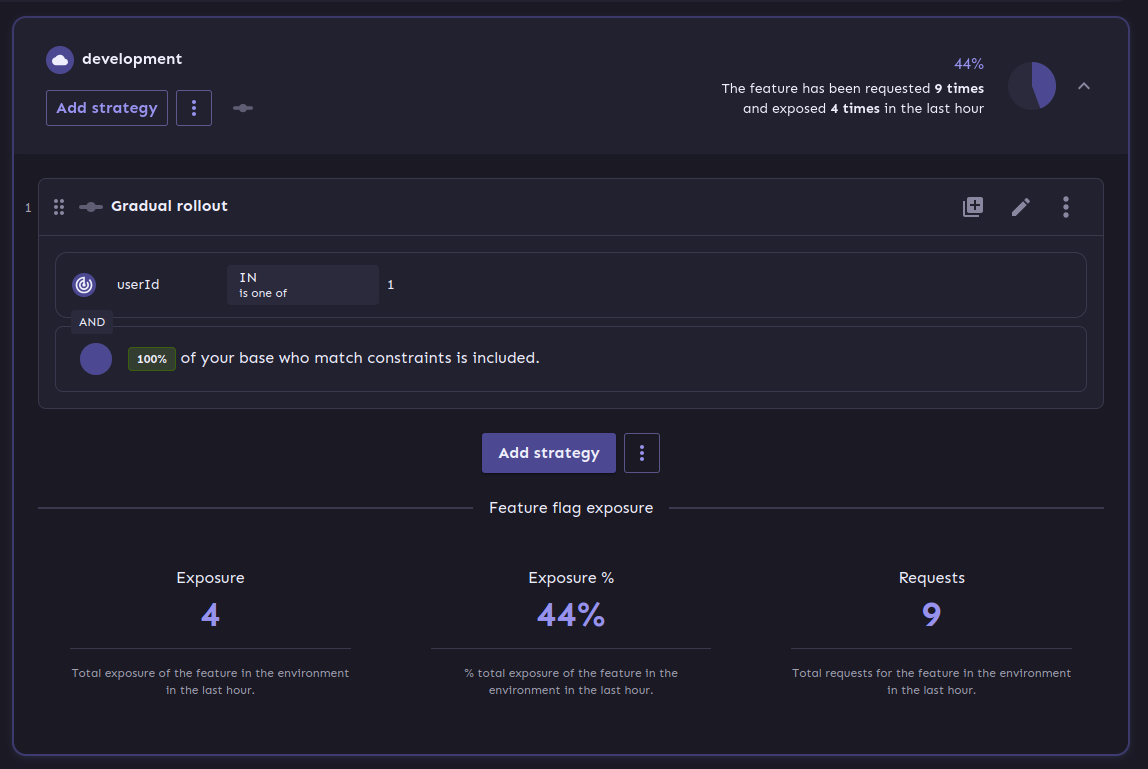 development
Add strategy
44%
The feature has been requested 9 times
and exposed 4 times in the last hour
1
Gradual rollout
userId
IN
is one of
1
AND
100% of your base who match constraints is included.
Add strategy
Feature flag exposure
Exposure
4
Total exposure of the feature in the environment
in the last hour.
Exposure %
44%
% total exposure of the feature in the
environment in the last hour.
Requests
9
Total requests for the feature in the environment
in the last hour.